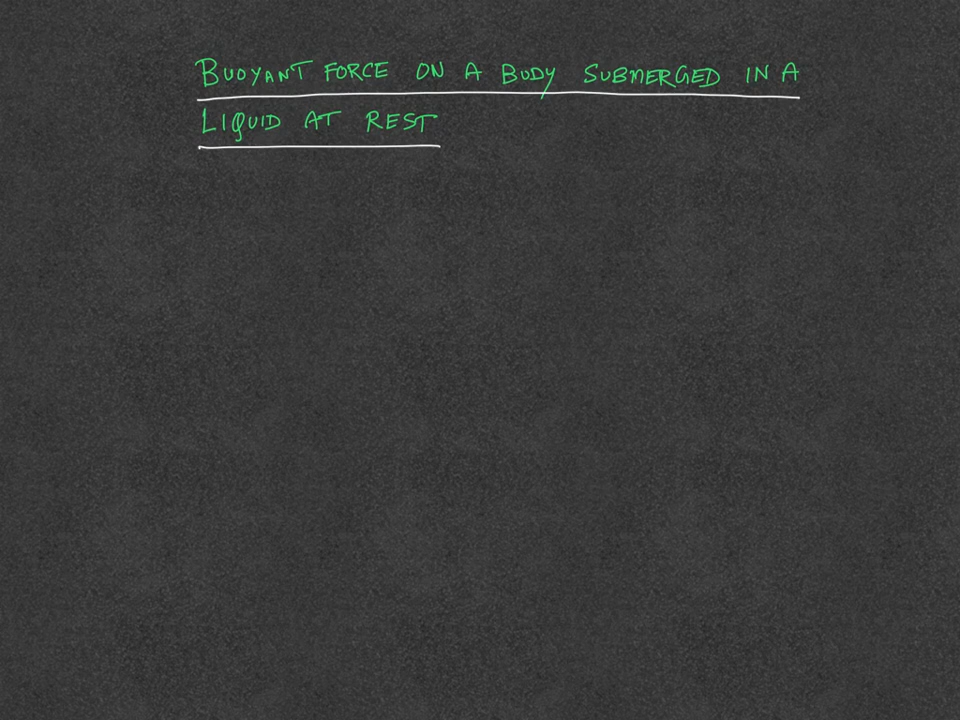 BUOYANT FORCE ON A BODY SUBMERGED IN A
LIQUID AT REST